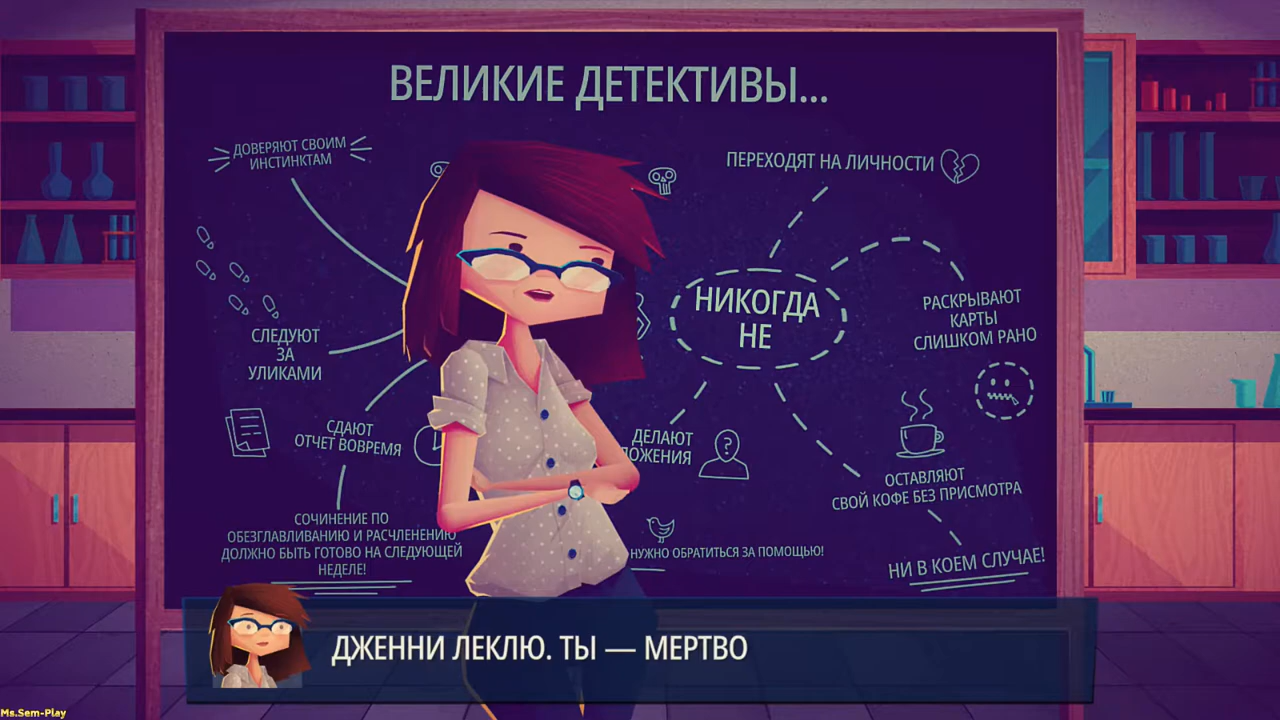 ВЕЛИКИЕ ДЕТЕКТИВЫ...
ДОВЕРЯЮТ СВОИМ
ИНСТИНКТАМ
СЛЕДУЮТ
ЗА
УЛИКАМИ
СДАЮТ
ОТЧЕТ ВОВРЕМЯ
СОЧИНЕНИЕ ПО
ОБЕЗГЛАВЛИВАНИЮ И РАСЧЛЕНЕНИЮ
ДОЛЖНО БЫТЬ ГОТОВО НА СЛЕДУЮЩЕЙ
НЕДЕЛЕ!
ПЕРЕХОДЯТ НА ЛИЧНОСТИ
НИКОГДА
НЕ
РАСКРЫВАЮТ
КАРТЫ
СЛИШКОМ РАНО
ДЕЛАЮТ
ОСТАВЛЯЮТ
СВОЙ КОФЕ БЕЗ ПРИСМОТРА
НУЖНО ОБРАТИТЬСЯ ЗА ПОМОЩЬЮ!
НИ В КОЕМ СЛУЧАЕ!
ДЖЕННИ ЛЕКЛЮ. ТЫ — МЕРТВО
Ms.Sem-Play